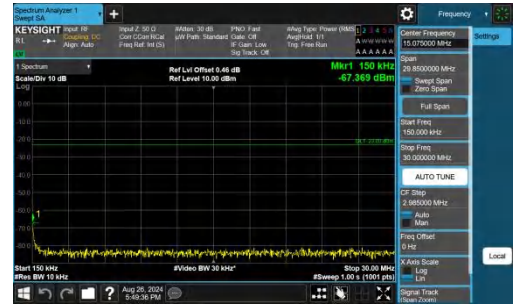 Spectrum Analyzer 1
Swept SA
Frequency
KEYSIGHT
Input: RF
Coupling: DC
Align: Auto
Input Z: 50 Ω
Corr CCorr RCal
Freq Ref: Int (S)
#Atten: 30 dB
µW Path: Standard
PNO: Fast
Gate: Off
IF Gain: Low
Sig Track: Off
#Avg Type: Power (RMS)
Avg|Hold: 1/1
Trig: Free Run
1 2 3 4 5 6
A W W W W W
A A A A A A
1 Spectrum
Scale/Div 10 dB
Ref Lvl Offset 0.46 dB
Ref Level 10.00 dBm
Mkr1 150 kHz
-67.369 dBm
Log
0.00
-10.0
-20.0
-30.0
-40.0
-50.0
-60.0
-70.0
-80.0
1
Start 150 kHz
#Res BW 10 kHz
#Video BW 30 kHz*
Stop 30.00 MHz
#Sweep 1.00 s (1001 pts)
Center Frequency
15.075000 MHz
Settings
Span
29.8500000 MHz
Swept Span
Zero Span
Full Span
Start Freq
150.000 kHz
Stop Freq
30.000000 MHz
AUTO TUNE
CF Step
2.985000 MHz
Auto
Man
Freq Offset
0 Hz
X Axis Scale
Log
Lin
Signal Track
(Span Zoom)
Local
?
Aug 26, 2024
5:49:36 PM